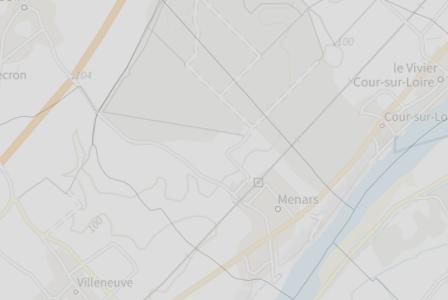 ecron
104
100
le Vivier
Cour-sur-Loire
Cour-sur-Lo
Menars
100
Villeneuve